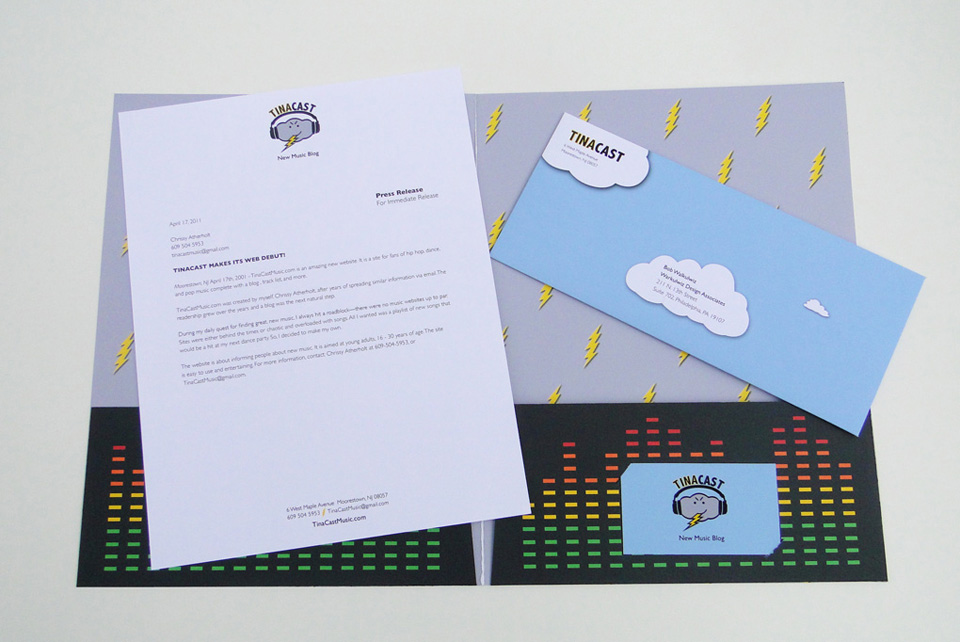 TINACAST
New Music Blog
Press Release
For Immediate Release
April 17, 2011
Chrissy Atherholt
609 504 5953
tinacastmusic@gmail.com
TINACAST MAKES ITS WEB DEBUT!
Moorestown, NJ April 17th, 2001 - TinaCastMusic.com is an amazing new website. It is a site for fans of hip hop, dance,
and pop music compete with a blog, track list, and more.
TinaCastMusic.com was created by myself Chrissy Atherholt, after years of spreading similar information via email. The
readership grew over the years and a blog was the next natural step.
During my daily quest for finding great new music, I always hit a roadblock—there were no music websites up to par.
Sites were either behind the times or chaotic and overloaded with songs. All I wanted was a playlist of new songs that
would be a hit at my next dance party. So, I decided to make my own.
The website is about informing people about new music. It is aimed at young adults, 16 - 30 years of age. The site
is easy to use and entertaining. For more information, contact: Chrissy Atherholt at 609-504-5953, or
TinaCastMusic@gmail.com.
6 West Maple Avenue Moorestown, NJ 08057
609 504 5953 / TinaCastMusic@gmail.com
TinaCastMusic.com
TINACAST
6 West Maple Avenue
Moorestown, NJ 08057
Bob Walkulwiz
Warkulwiz Design Associates
211 N. 13th Street
Suite 702, Philadelphia, PA, 19107
TINACAST
New Music Blog